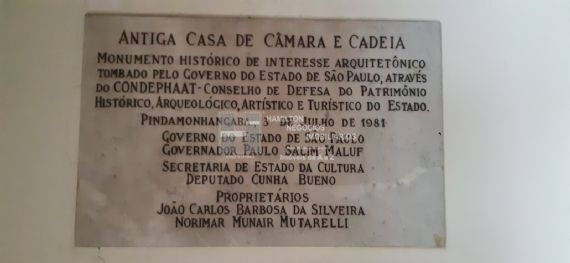 ANTIGA CASA DE CÂMARA E CADEIA
MONUMENTO HISTÓRICO DE INTERESSE ARQUITETÔNICO
TOMBADO PELO GOVERNO DO ESTADO DE SÃO PAULO, ATRAVÉS
DO CONDEPHAAT-CONSELHO DE DEFESA DO PATRIMÔNIO
HISTÓRICO, ARQUEOLÓGICO, ARTÍSTICO E TURÍSTICO DO ESTADO.
PINDAMONHANGABA, 3 DE JULHO DE 1981
HAMILTON
NEGÓCIOS
GOVERNO DO ESTADO DE SÃO PAULO
GOVERNADOR PAULO SALIM MALUF
SECRETARIA DE ESTADO DA CULTURA
DEPUTADO CUNHA BUENO
PROPRIETÁRIOS
JOÃO CARLOS BARBOSA DA SILVEIRA
NORIMAR MUNAIR MUTARELLI